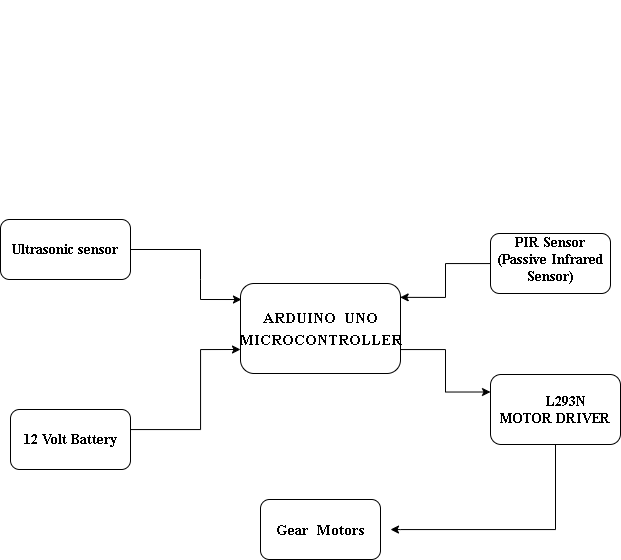 Ultrasonic sensor
PIR Sensor
(Passive Infrared
Sensor)
ARDUINO UNO
MICROCONTROLLER
L293N
MOTOR DRIVER
12 Volt Battery
Gear Motors